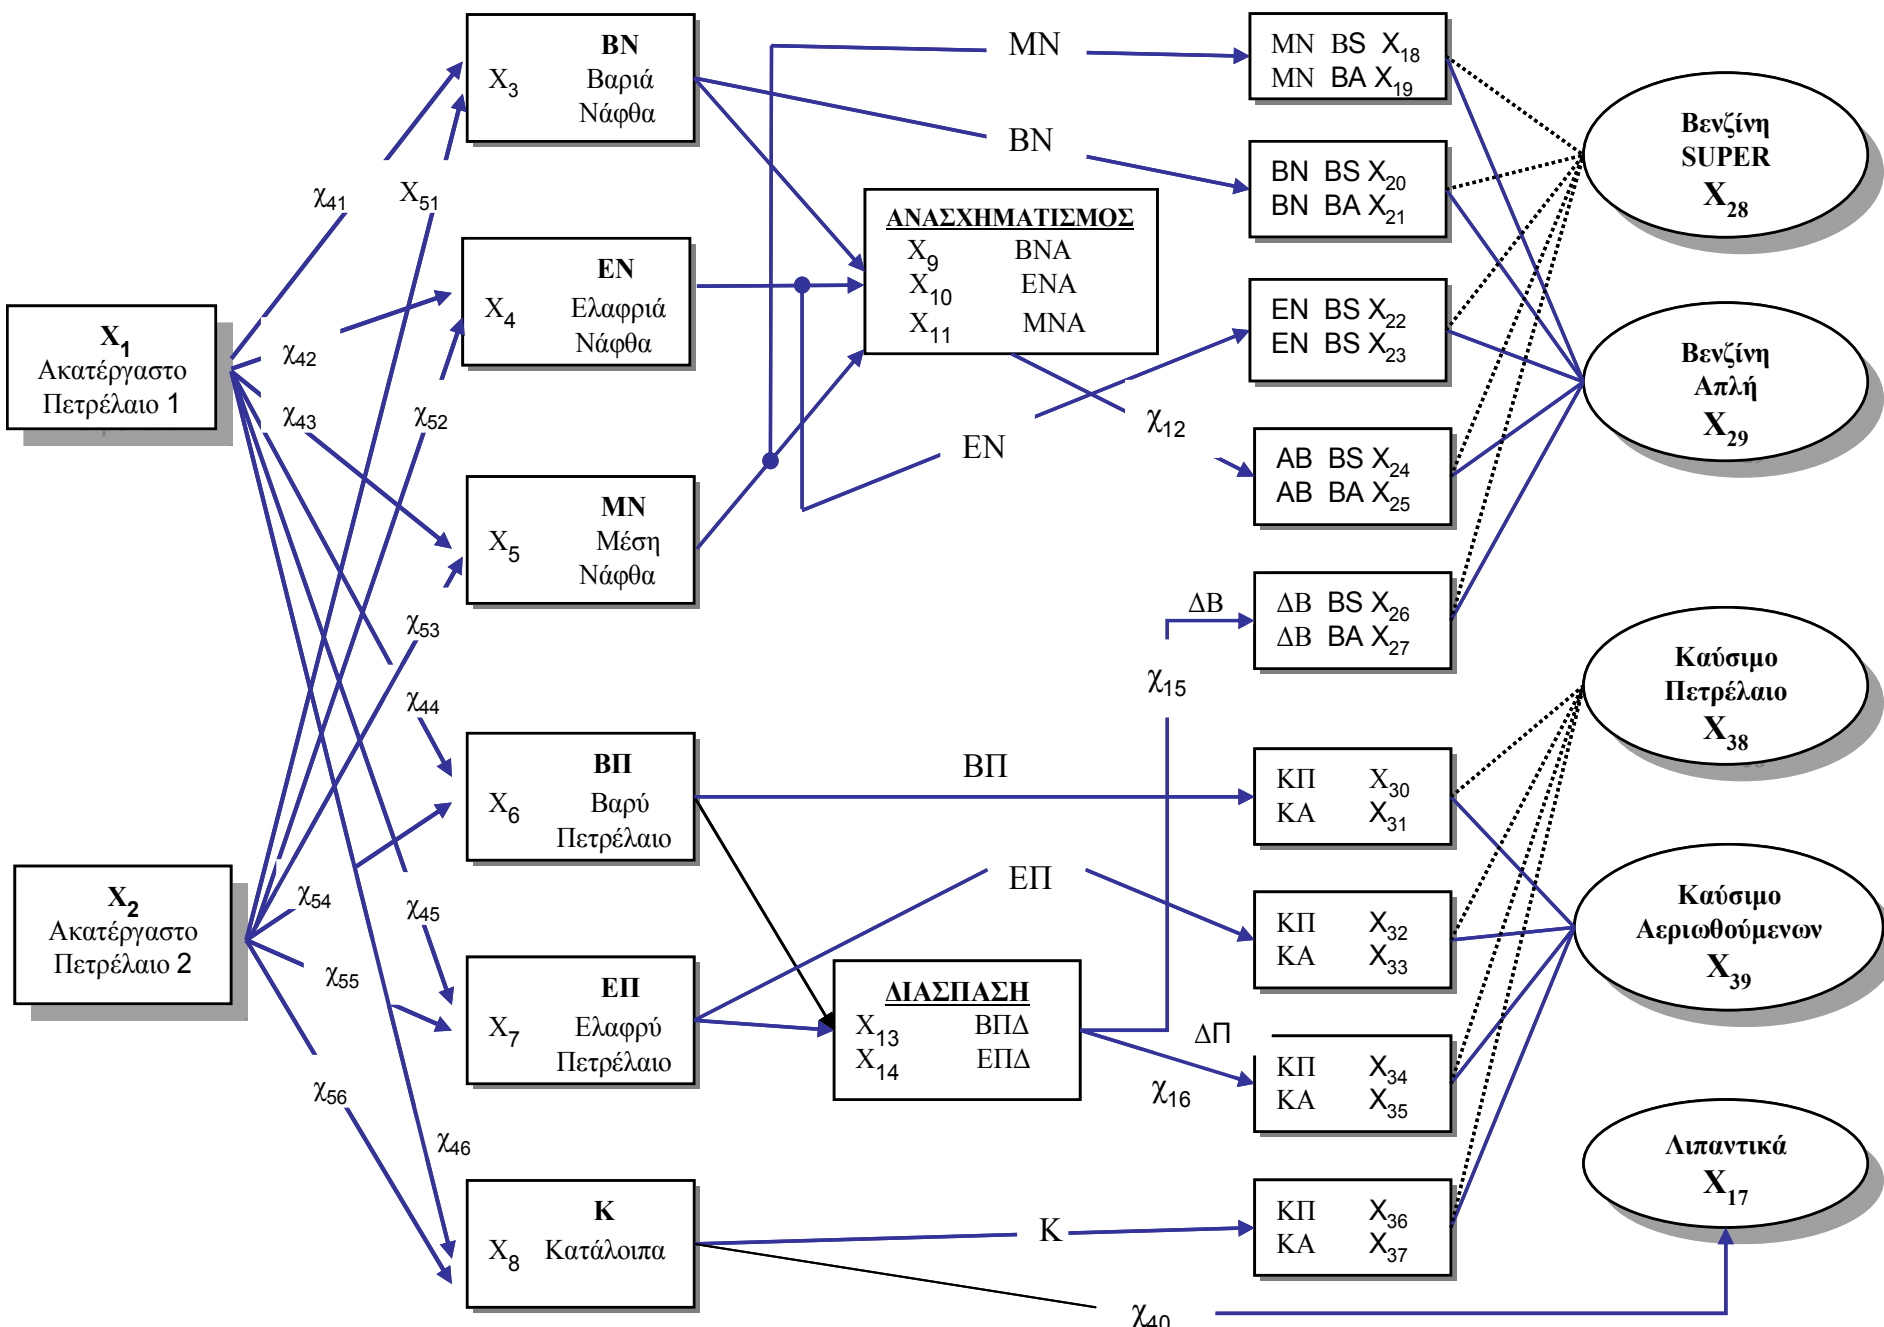 X1
Ακατέργαστο
Πετρέλαιο 1
X2
Ακατέργαστο
Πετρέλαιο 2
χ41
X51
χ42
χ43
χ52
χ53
χ44
χ54
χ45
χ55
χ56
χ46
BN
X3 Βαριά
Νάφθα
EN
X4 Ελαφριά
Νάφθα
MN
X5 Μέση
Νάφθα
ΒΠ
X6 Βαρύ
Πετρέλαιο
ΕΠ
X7 Ελαφρύ
Πετρέλαιο
Κ
X8 Κατάλοιπα
MN
BN
ΑΝΑΣΧΗΜΑΤΙΣΜΟΣ
X9 ΒΝΑ
X10 ΕΝΑ
X11 ΜΝΑ
χ12
EN
ΔΒ
χ15
ΒΠ
ΕΠ
ΔΙΑΣΠΑΣΗ
X13 ΒΠΔ
X14 ΕΠΔ
ΔΠ
χ16
Κ
χ40
MN BS X18
MN BA X19
BN BS X20
BN BA X21
EN BS X22
EN BS X23
AB BS X24
AB BA X25
ΔΒ BS X26
ΔΒ BA X27
ΚΠ X30
ΚΑ X31
ΚΠ X32
ΚΑ X33
ΚΠ X34
ΚΑ X35
ΚΠ X36
ΚΑ X37
Βενζίνη
SUPER
X28
Βενζίνη
Απλή
X29
Καύσιμο
Πετρέλαιο
X38
Καύσιμο
Αεριωθούμενων
X39
Λιπαντικά
X17